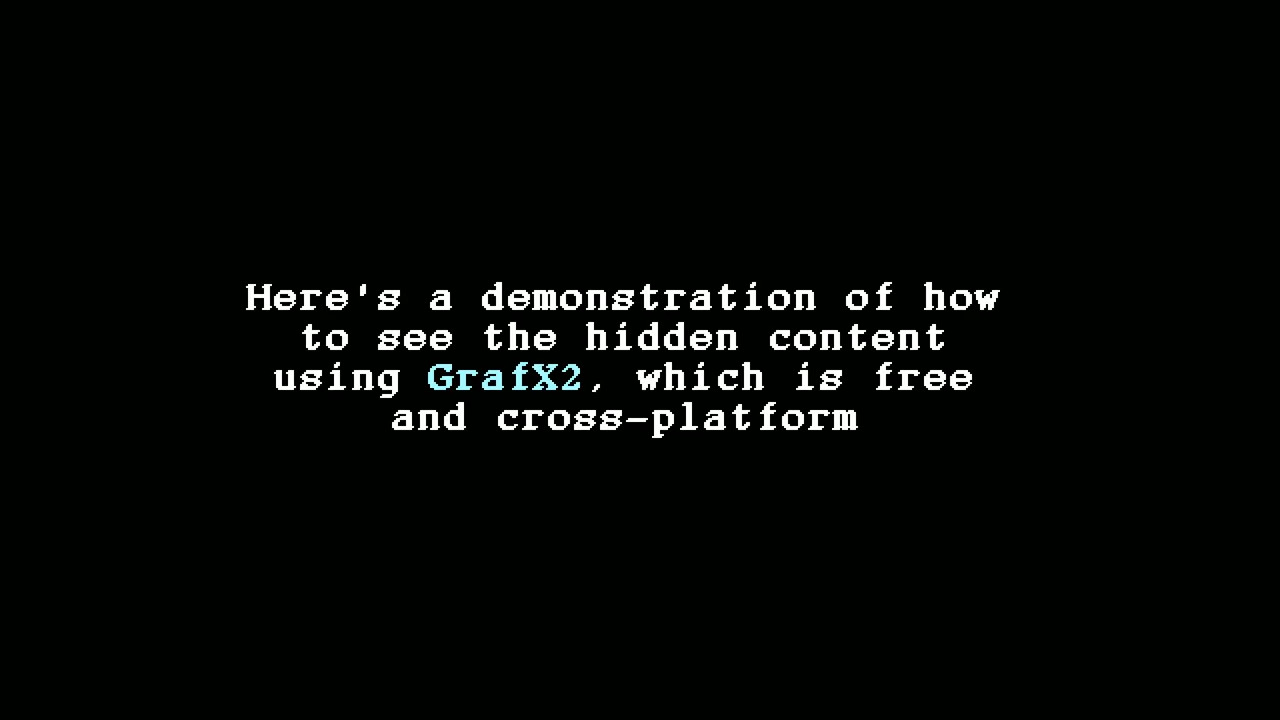 Here's a demonstration of how
to see the hidden content
using GrafX2, which is free
and cross-platform